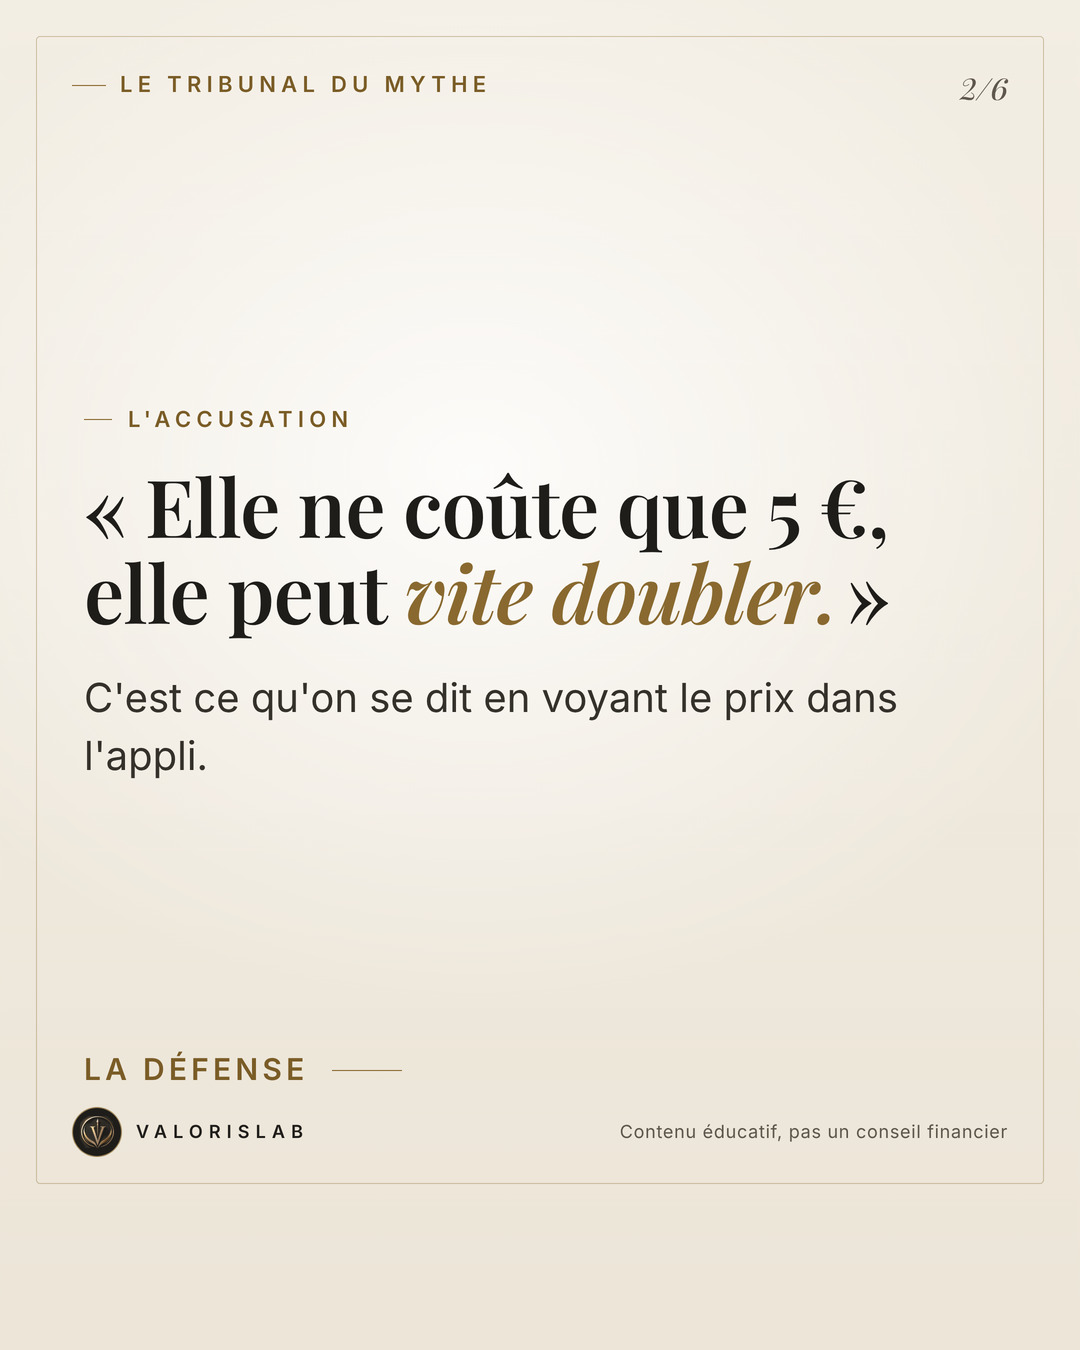 LE TRIBUNAL DU MYTHE
2/6
L'ACCUSATION
« Elle ne coûte que 5 €,
elle peut vite doubler. »
C'est ce qu'on se dit en voyant le prix dans
l'appli.
LA DÉFENSE
VALORISLAB
Contenu éducatif, pas un conseil financier